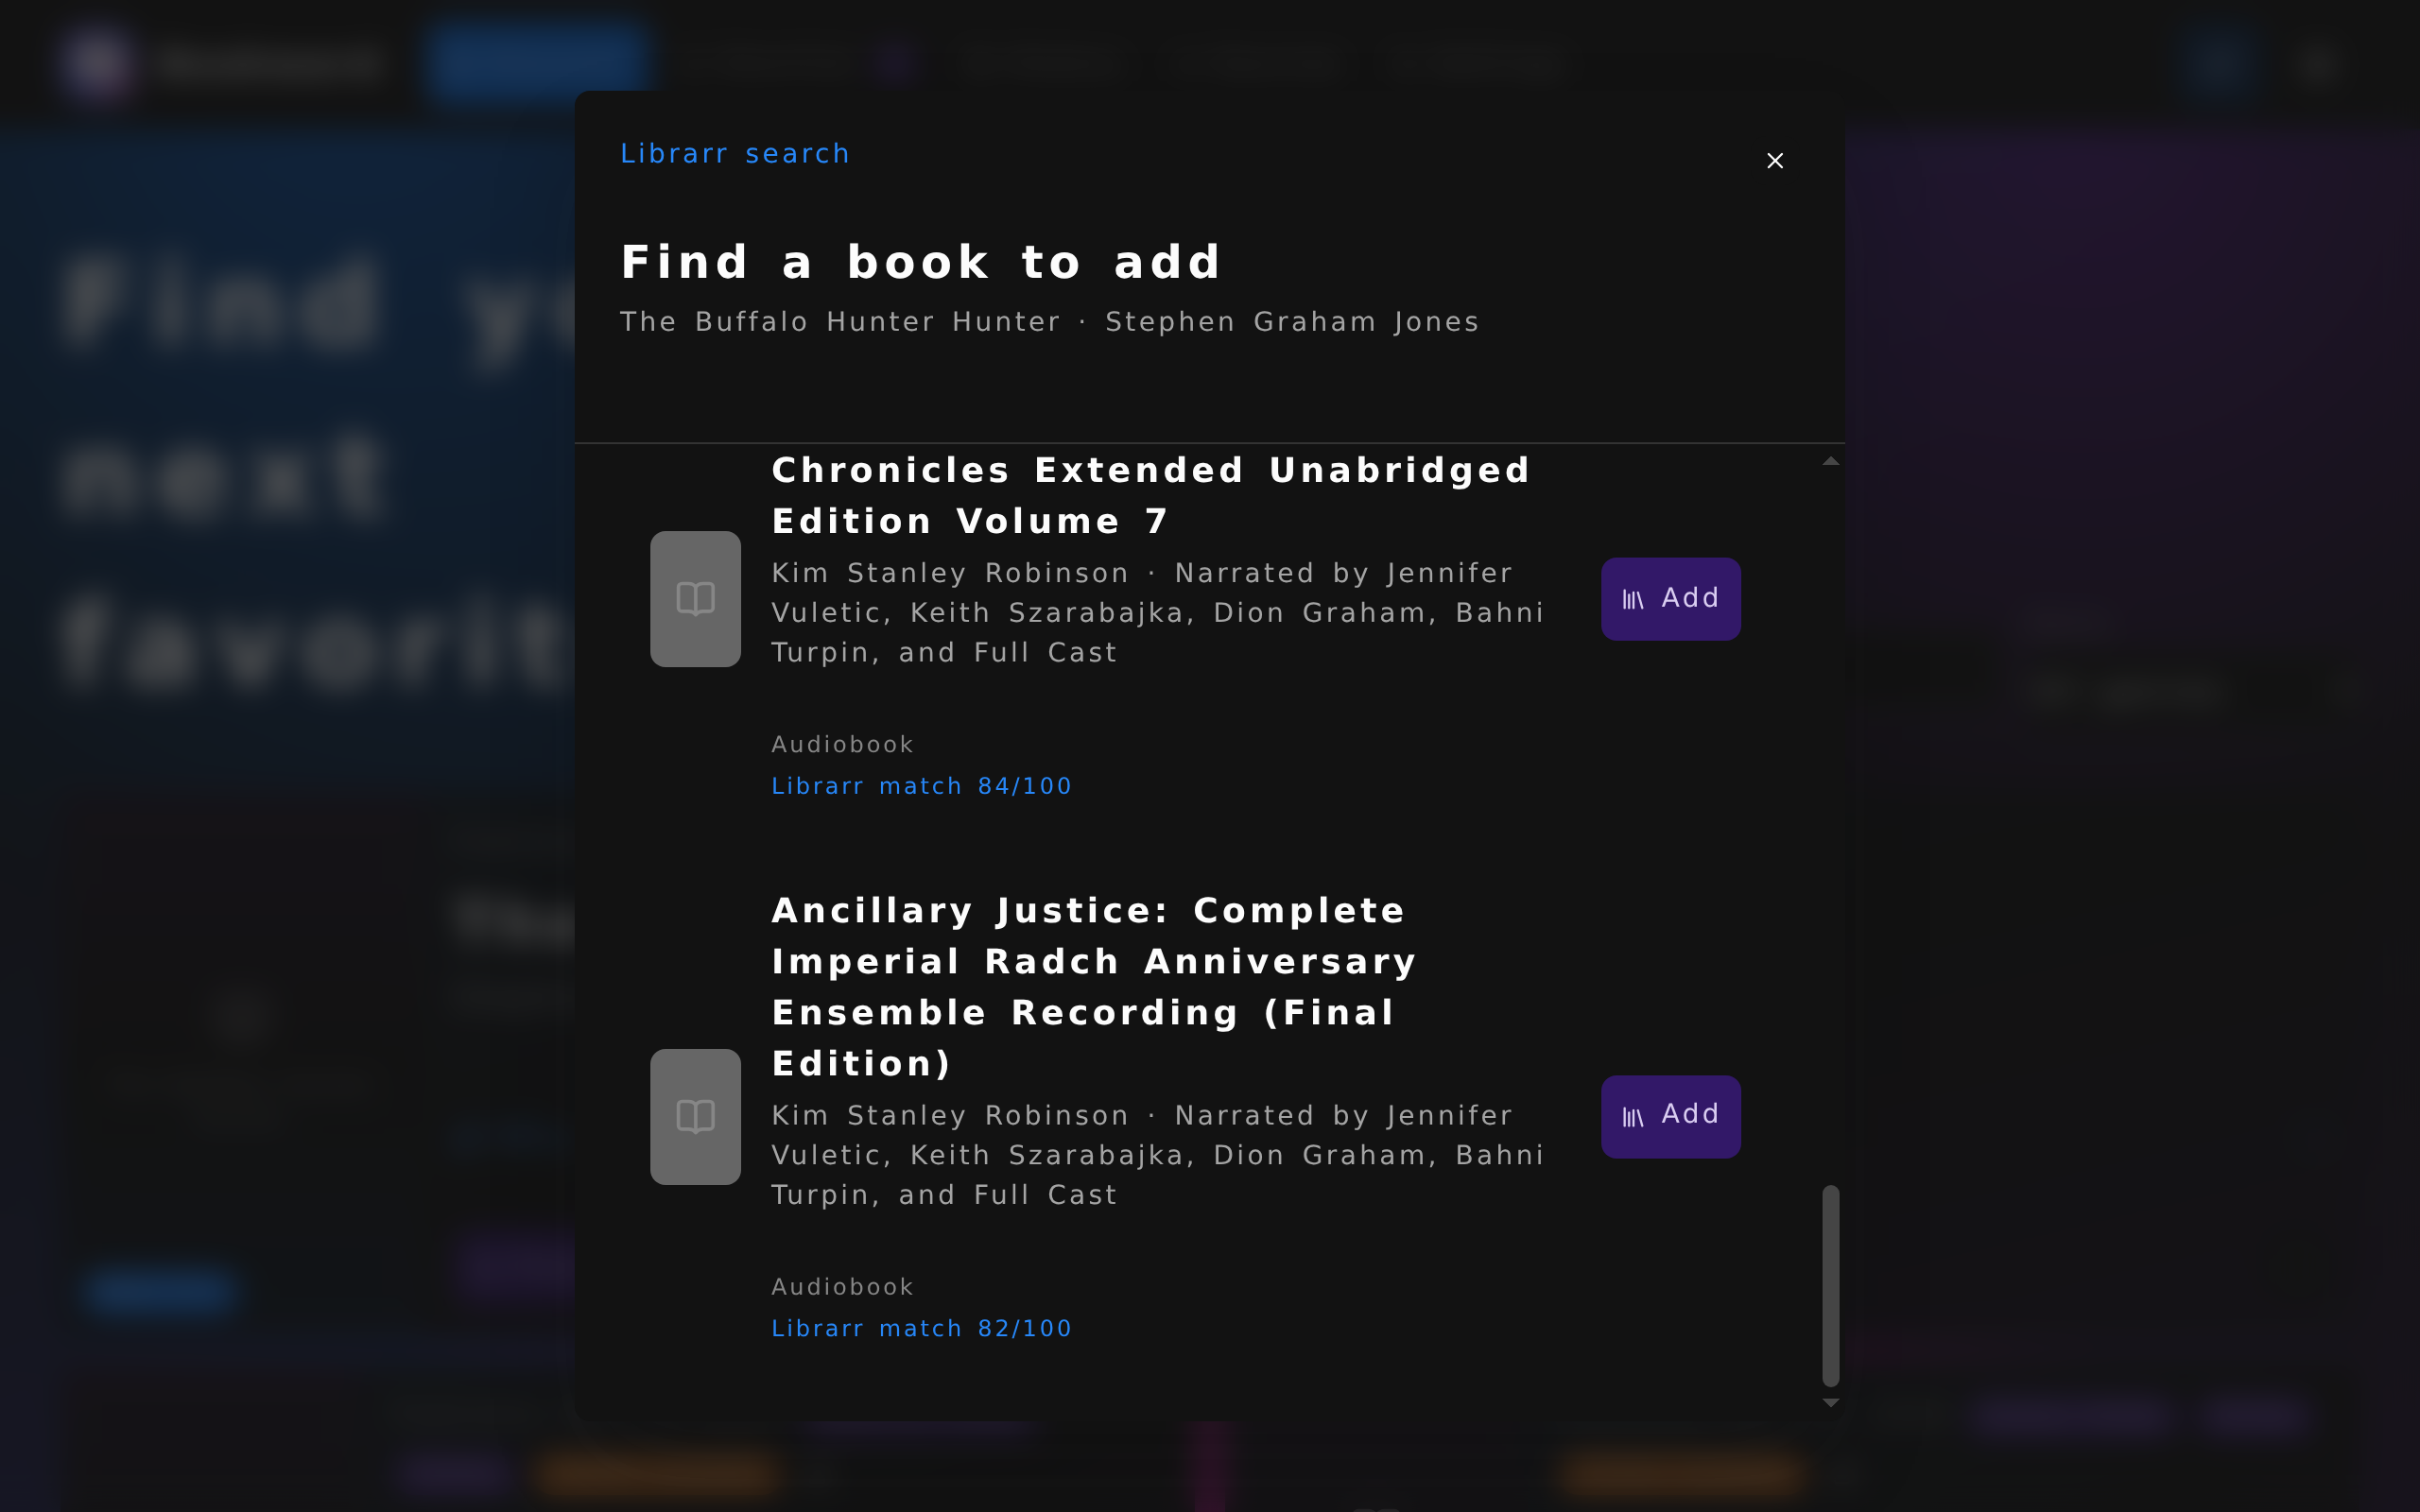 Librarr search
Find a book to add
The Buffalo Hunter Hunter · Stephen Graham Jones
Chronicles Extended Unabridged
Edition Volume 7
Kim Stanley Robinson · Narrated by Jennifer
Vuletic, Keith Szarabajka, Dion Graham, Bahni
Turpin, and Full Cast
Add
Audiobook
Librarr match 84/100
Ancillary Justice: Complete
Imperial Radch Anniversary
Ensemble Recording (Final
Edition)
Kim Stanley Robinson · Narrated by Jennifer
Vuletic, Keith Szarabajka, Dion Graham, Bahni
Turpin, and Full Cast
Add
Audiobook
Librarr match 82/100
Find
next